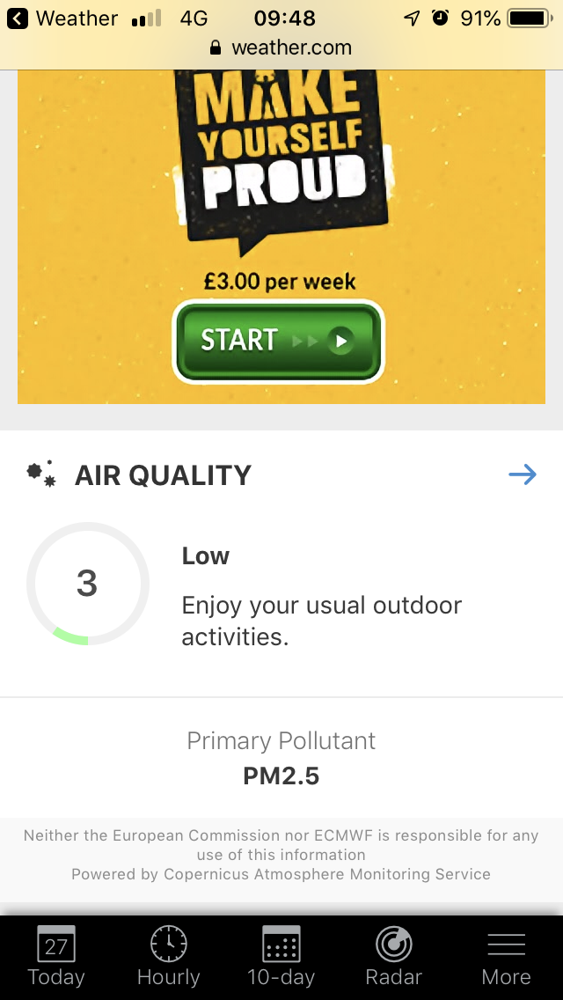 Weather 4G 09:48 91%
weather.com
MAKE
YOURSELF
PROUD
£3.00 per week
START
AIR QUALITY
3
Low
Enjoy your usual outdoor
activities.
Primary Pollutant
PM2.5
Neither the European Commission nor ECMWF is responsible for any
use of this information
Powered by Copernicus Atmosphere Monitoring Service
27
Today Hourly 10-day Radar More